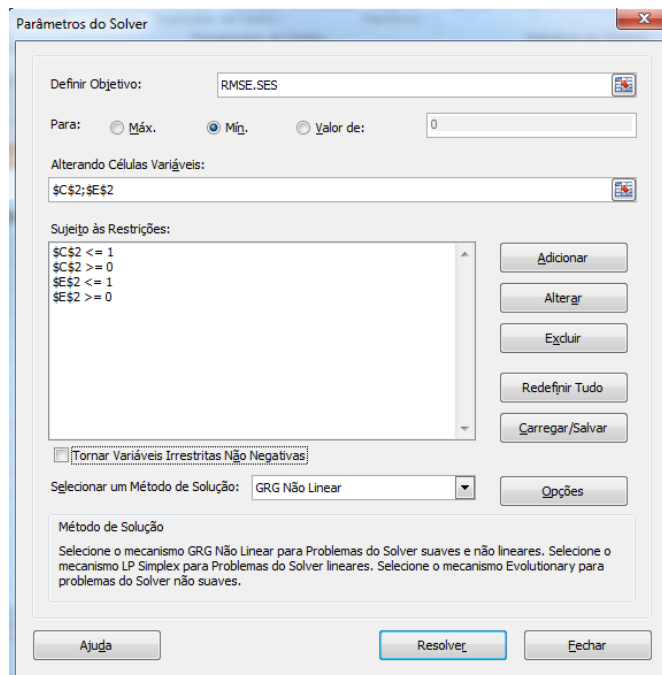 Parâmetros do Solver
Definir Objetivo: RMSE.SES
Para: Máx. Mín. Valor de: 0
Alterando Células Variáveis:
$C$2;$E$2
Sujeito às Restrições:
$C$2 <= 1
$C$2 >= 0
$E$2 <= 1
$E$2 >= 0
Adicionar
Alterar
Excluir
Redefinir Tudo
Carregar/Salvar
Tornar Variáveis Irrestritas Não Negativas
Selecionar um Método de Solução: GRG Não Linear
Opções
Método de Solução
Selecione o mecanismo GRG Não Linear para Problemas do Solver suaves e não lineares. Selecione o
mecanismo LP Simplex para Problemas do Solver lineares. Selecione o mecanismo Evolutionary para
problemas do Solver não suaves.
Ajuda
Resolver
Fechar